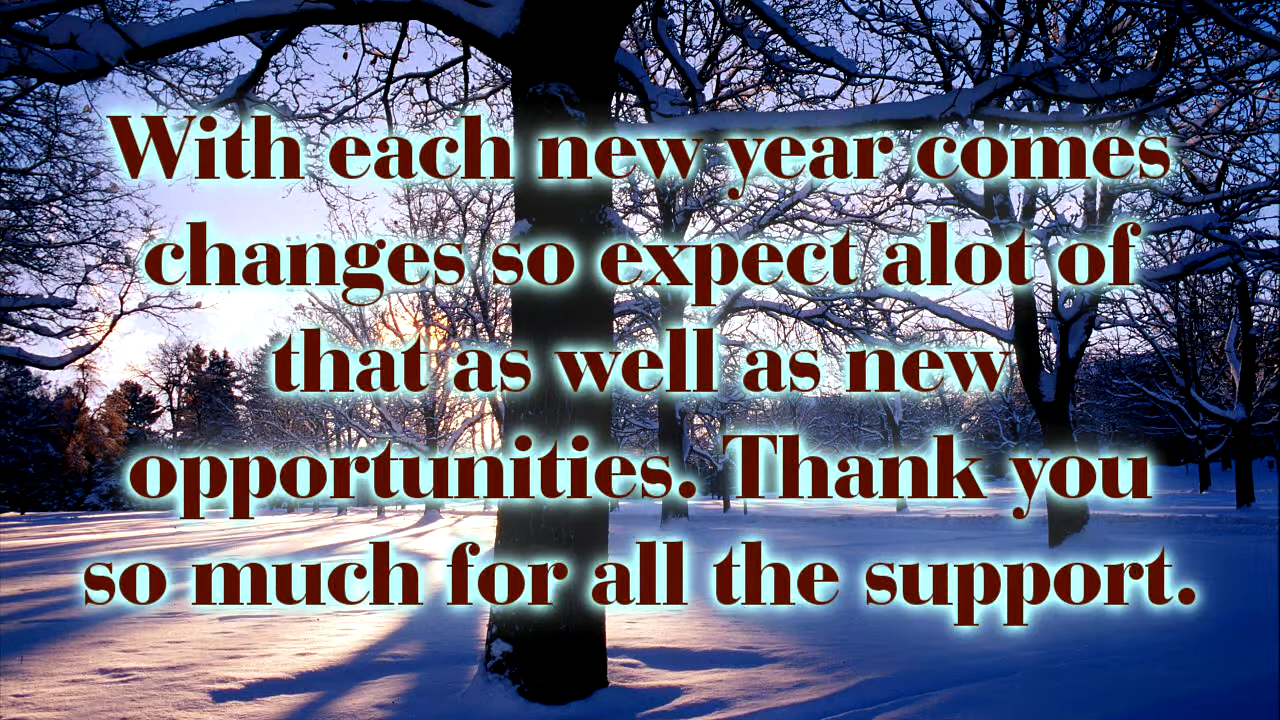 With each new year comes
changes so expect alot of
that as well as new
opportunities. Thank you
so much for all the support.